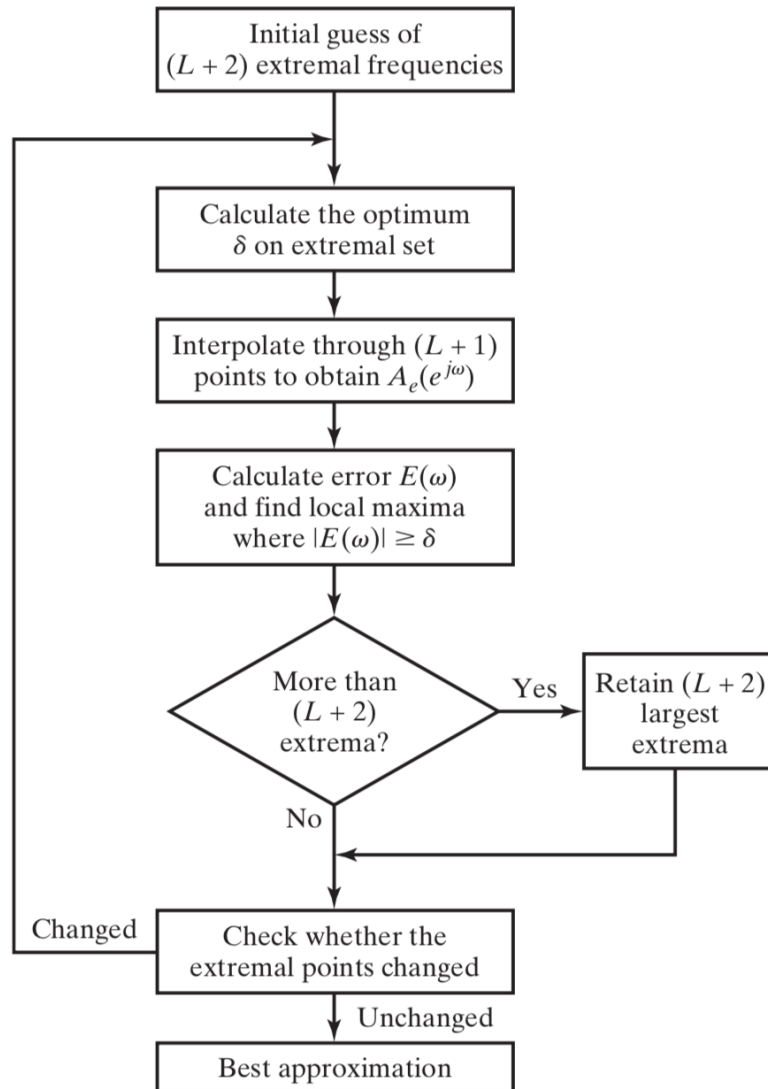 Initial guess of
(L + 2) extremal frequencies
Calculate the optimum
δ on extremal set
Interpolate through (L + 1)
points to obtain Aₑ(e^{jω})
Calculate error E(ω)
and find local maxima
where |E(ω)| ≥ δ
More than
(L + 2)
extrema?
Yes
Retain (L + 2)
largest
extrema
No
Changed
Check whether the
extremal points changed
Unchanged
Best approximation